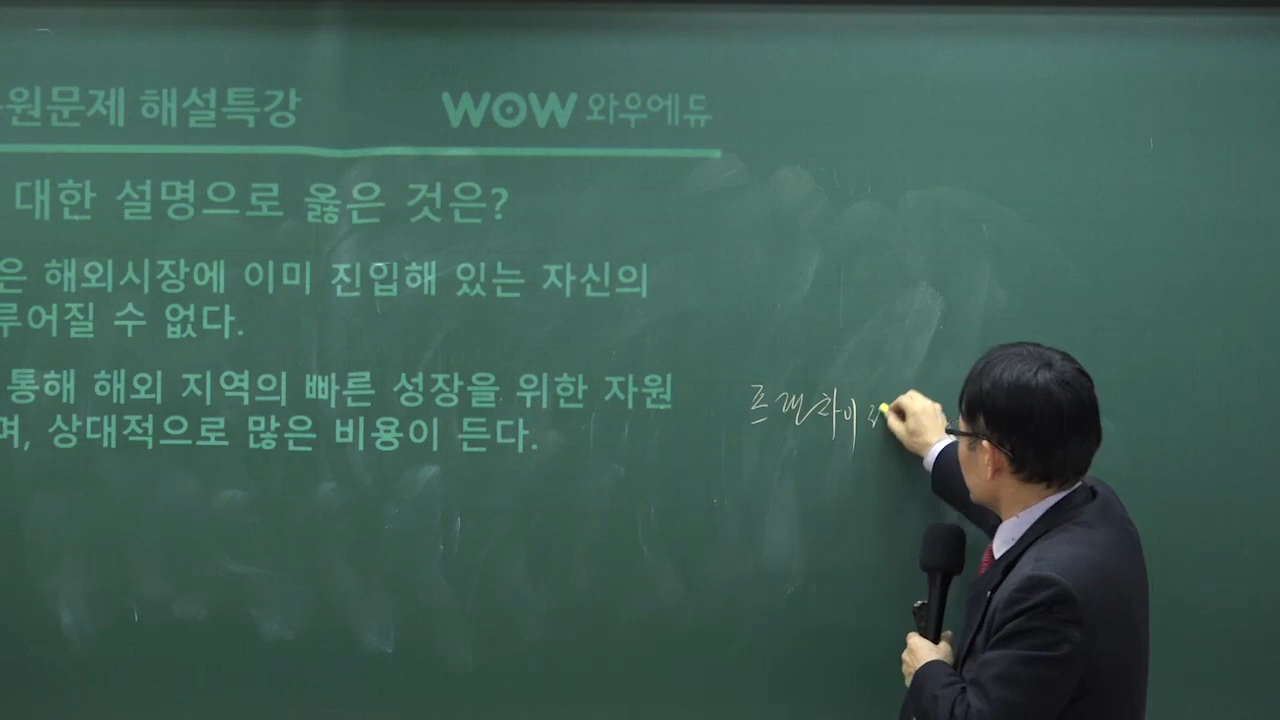 원문제 해설특강 WOW 와우에듀
대한 설명으로 옳은 것은?
은 해외시장에 이미 진입해 있는 자신의
루어질 수 없다.
통해 해외 지역의 빠른 성장을 위한 자원
며, 상대적으로 많은 비용이 든다.
프랜차이